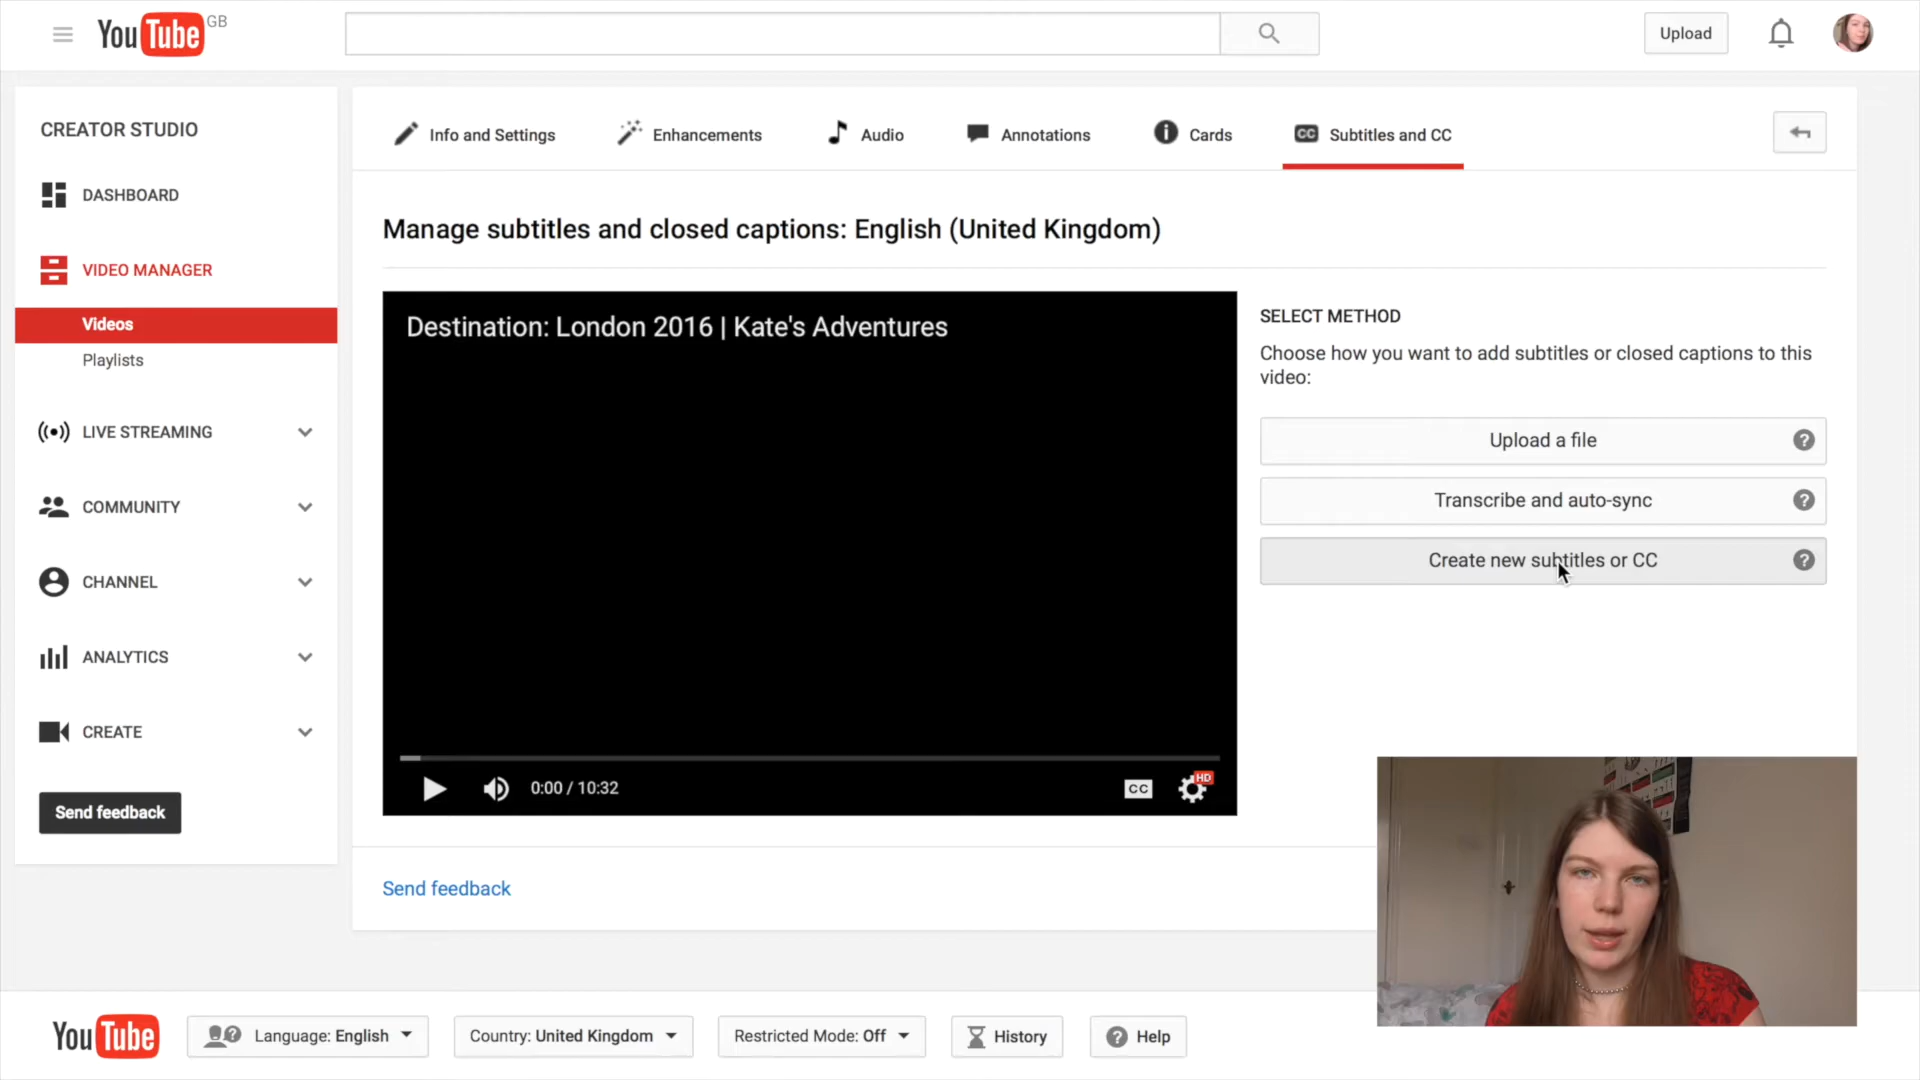 YouTube GB
Upload
CREATOR STUDIO
DASHBOARD
VIDEO MANAGER
Videos
Playlists
LIVE STREAMING
COMMUNITY
CHANNEL
ANALYTICS
CREATE
Send feedback
Info and Settings
Enhancements
Audio
Annotations
Cards
CC Subtitles and CC
Manage subtitles and closed captions: English (United Kingdom)
Destination: London 2016 | Kate's Adventures
0:00 / 10:32
CC
HD
SELECT METHOD
Choose how you want to add subtitles or closed captions to this
video:
Upload a file ?
Transcribe and auto-sync ?
Create new subtitles or CC ?
Send feedback
YouTube
? Language: English
Country: United Kingdom
Restricted Mode: Off
History
? Help